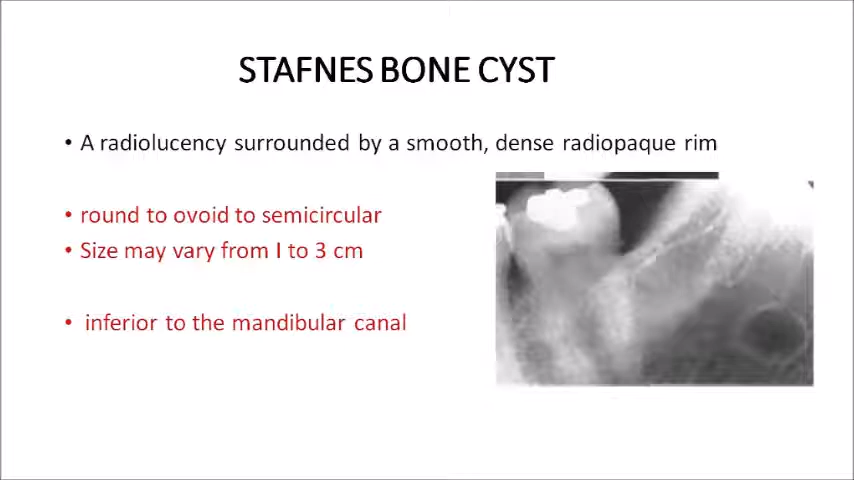 STAFNES BONE CYST
• A radiolucency surrounded by a smooth, dense radiopaque rim
• round to ovoid to semicircular
• Size may vary from I to 3 cm
• inferior to the mandibular canal